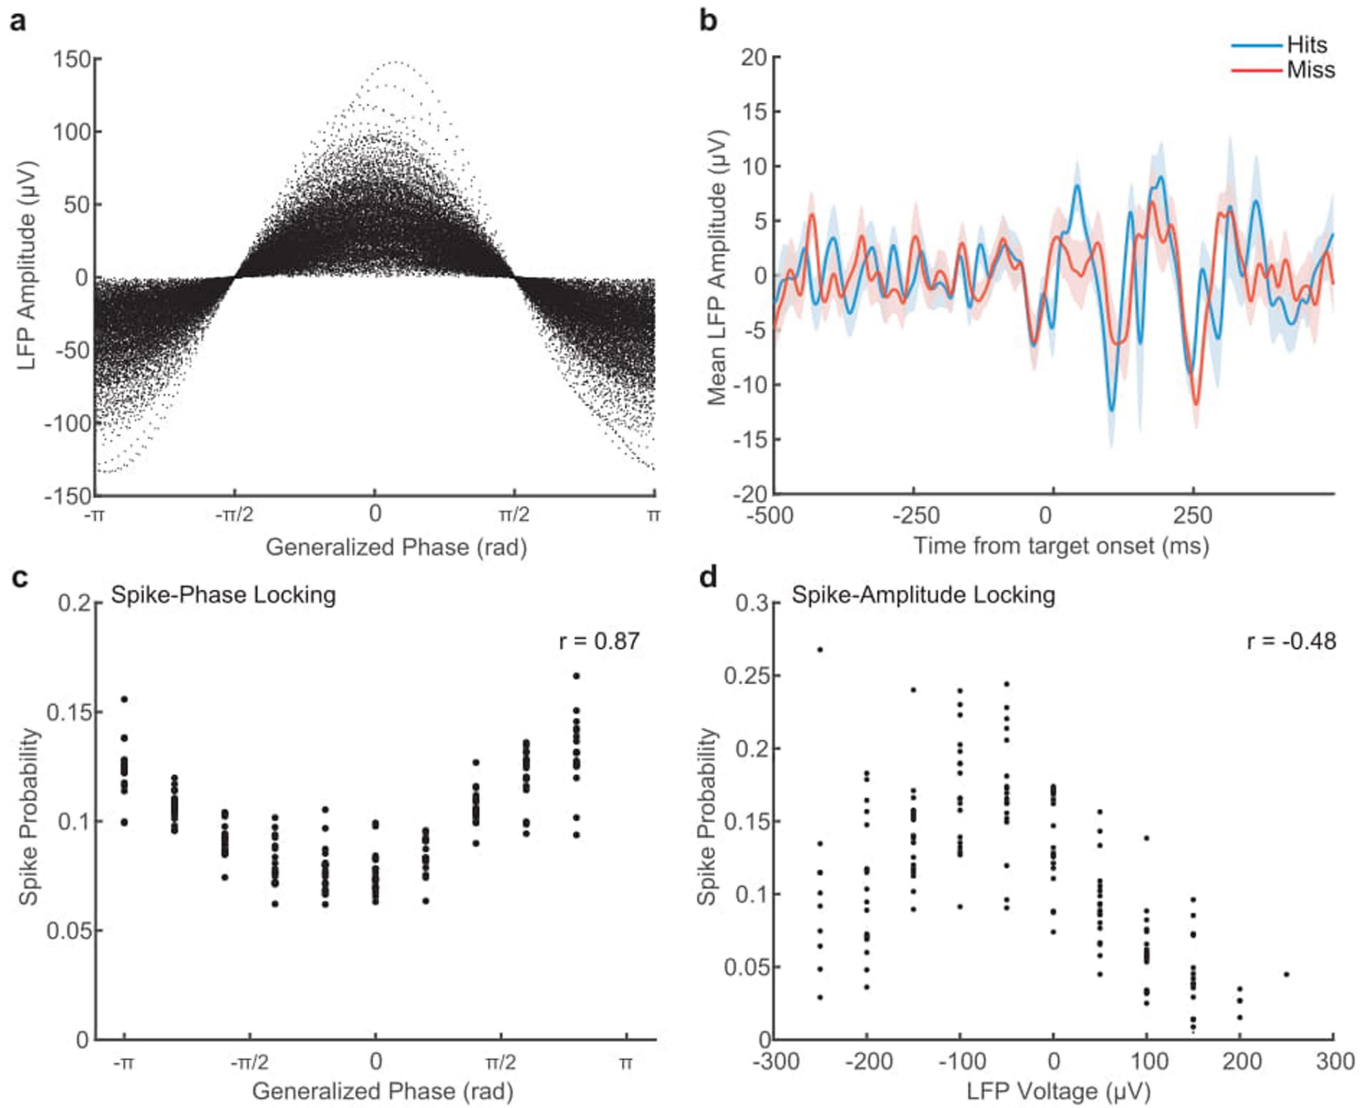 a
150
100
50
0
-50
-100
-150
LFP Amplitude (µV)
-π -π/2 0 π/2 π
Generalized Phase (rad)
b
Hits
Miss
20
15
10
5
0
-5
-10
-15
-20
Mean LFP Amplitude (µV)
-500 -250 0 250
Time from target onset (ms)
c
Spike-Phase Locking
r = 0.87
0.2
0.15
0.1
0.05
0
Spike Probability
-π -π/2 0 π/2 π
Generalized Phase (rad)
d
Spike-Amplitude Locking
r = -0.48
0.3
0.25
0.2
0.15
0.1
0.05
0
Spike Probability
-300 -200 -100 0 100 200 300
LFP Voltage (µV)